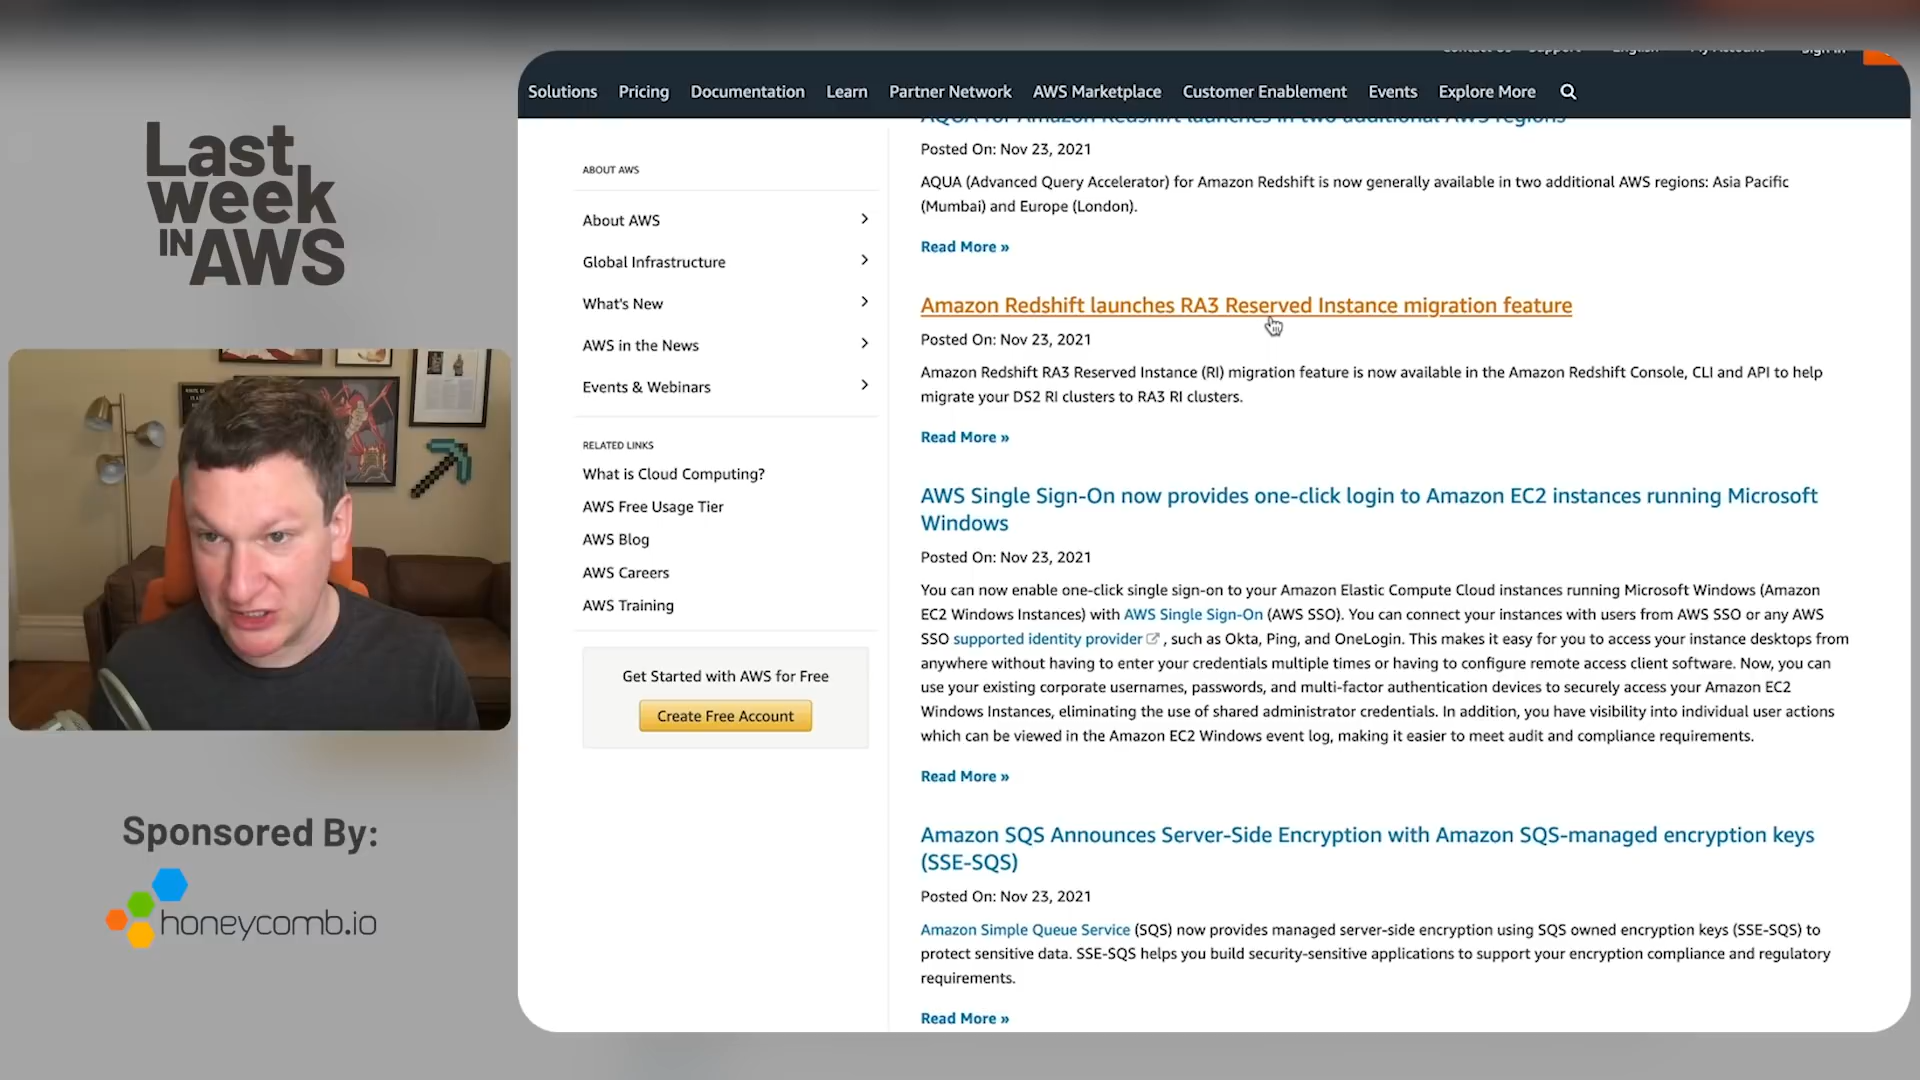 Last
week
IN AWS
Sponsored By:
honeycomb.io
Contact Us Support English My Account Sign In
Solutions Pricing Documentation Learn Partner Network AWS Marketplace Customer Enablement Events Explore More
ABOUT AWS
About AWS
Global Infrastructure
What's New
AWS in the News
Events & Webinars
RELATED LINKS
What is Cloud Computing?
AWS Free Usage Tier
AWS Blog
AWS Careers
AWS Training
Get Started with AWS for Free
Create Free Account
AQUA for Amazon Redshift launches in two additional AWS regions
Posted On: Nov 23, 2021
AQUA (Advanced Query Accelerator) for Amazon Redshift is now generally available in two additional AWS regions: Asia Pacific
(Mumbai) and Europe (London).
Read More »
Amazon Redshift launches RA3 Reserved Instance migration feature
Posted On: Nov 23, 2021
Amazon Redshift RA3 Reserved Instance (RI) migration feature is now available in the Amazon Redshift Console, CLI and API to help
migrate your DS2 RI clusters to RA3 RI clusters.
Read More »
AWS Single Sign-On now provides one-click login to Amazon EC2 instances running Microsoft
Windows
Posted On: Nov 23, 2021
You can now enable one-click single sign-on to your Amazon Elastic Compute Cloud instances running Microsoft Windows (Amazon
EC2 Windows Instances) with AWS Single Sign-On (AWS SSO). You can connect your instances with users from AWS SSO or any AWS
SSO supported identity provider , such as Okta, Ping, and OneLogin. This makes it easy for you to access your instance desktops from
anywhere without having to enter your credentials multiple times or having to configure remote access client software. Now, you can
use your existing corporate usernames, passwords, and multi-factor authentication devices to securely access your Amazon EC2
Windows Instances, eliminating the use of shared administrator credentials. In addition, you have visibility into individual user actions
which can be viewed in the Amazon EC2 Windows event log, making it easier to meet audit and compliance requirements.
Read More »
Amazon SQS Announces Server-Side Encryption with Amazon SQS-managed encryption keys
(SSE-SQS)
Posted On: Nov 23, 2021
Amazon Simple Queue Service (SQS) now provides managed server-side encryption using SQS owned encryption keys (SSE-SQS) to
protect sensitive data. SSE-SQS helps you build security-sensitive applications to support your encryption compliance and regulatory
requirements.
Read More »